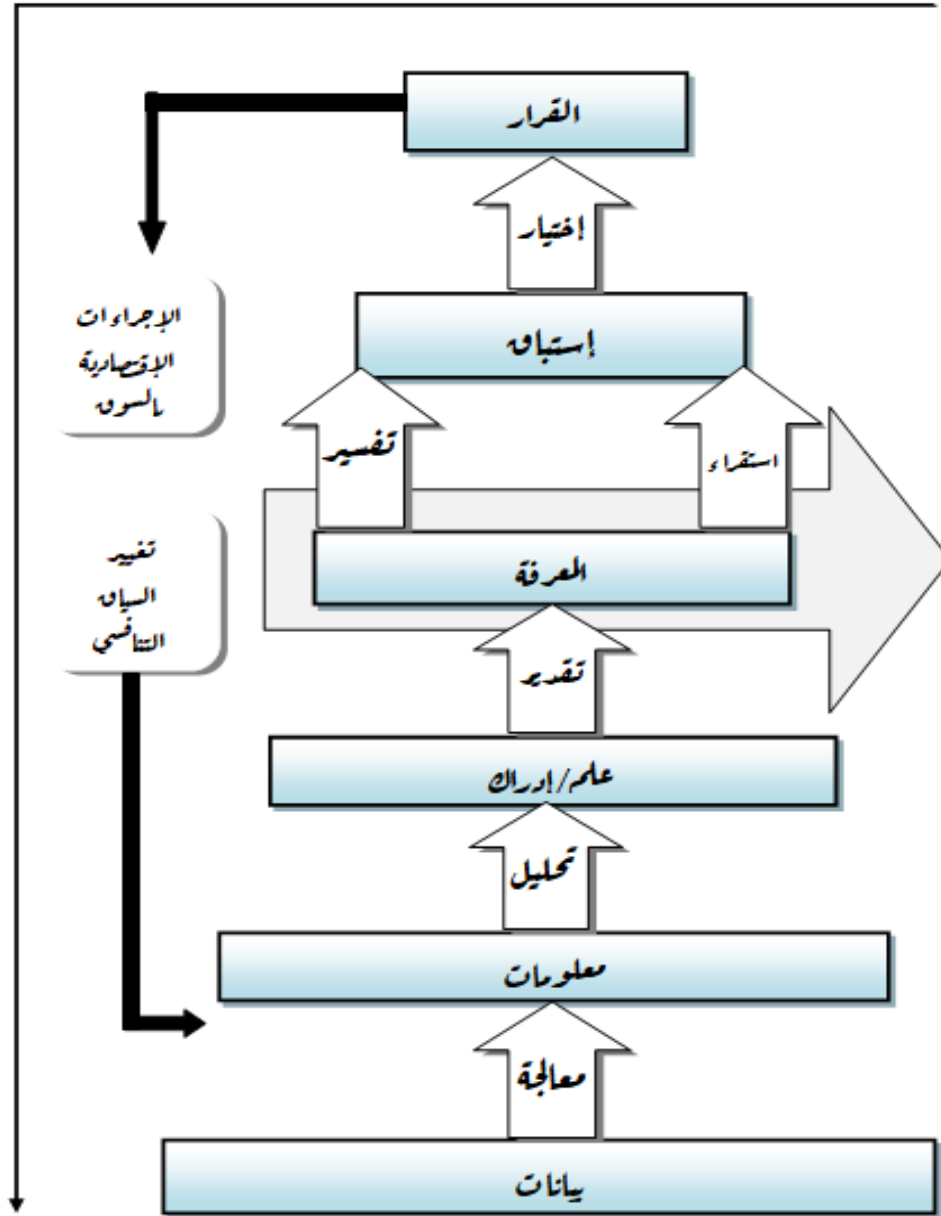 القرار
إختيار
إستباق
الإجراءات
الإقتصادية
بالسوق
تفسير
استقراء
تغيير
السياق
التنافسي
المعرفة
تقدير
علم/إدراك
تحليل
معلومات
معالجة
بيانات